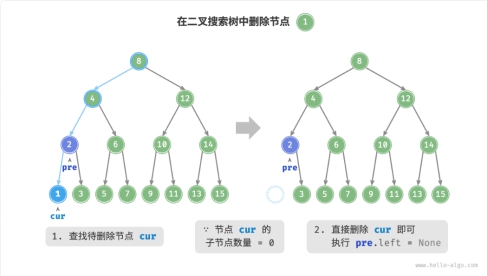 在二叉搜索树中删除节点 1
8 8
4 12 4 12
2 6 10 14 2 6 10 14
pre pre
1 3 5 7 9 11 13 15 3 5 7 9 11 13 15
cur
1. 查找待删除节点 cur
∵ 节点 cur 的
子节点数量 = 0
2. 直接删除 cur 即可
执行 pre.left = None
www.hello-algo.com